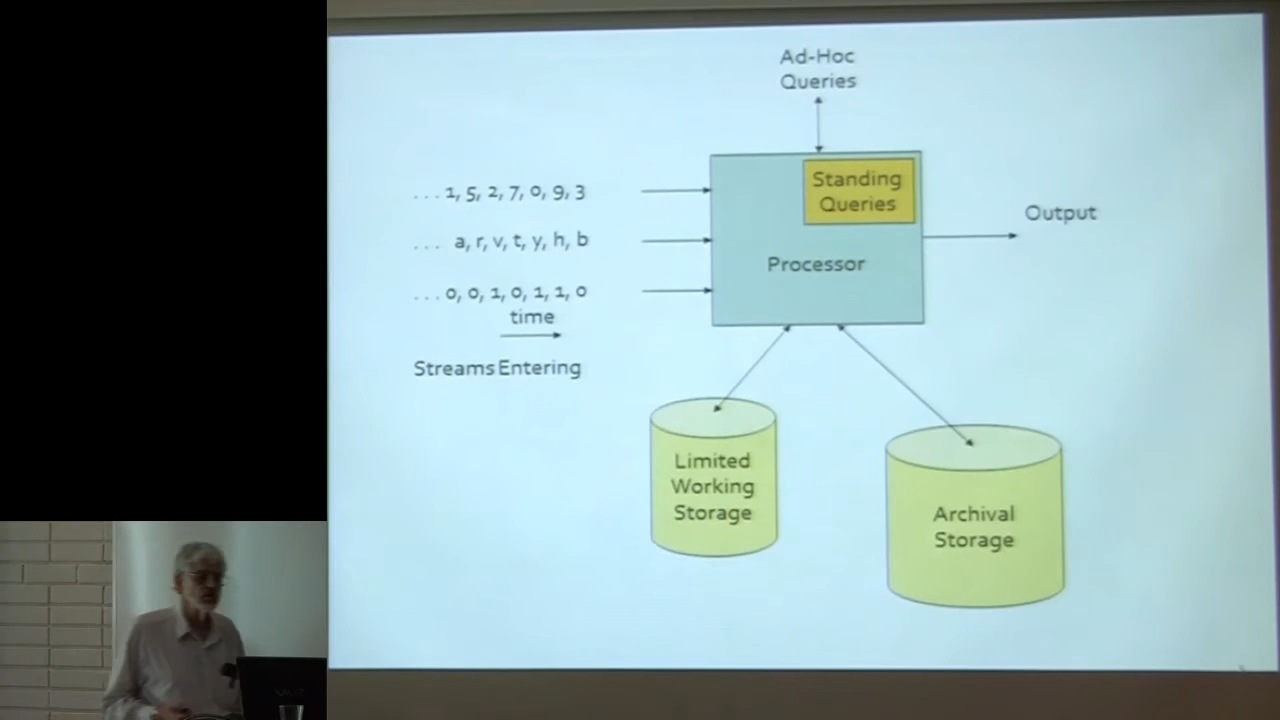 Ad-Hoc
Queries
Standing
Queries
. . . 1, 5, 2, 7, 0, 9, 3
Output
. . . a, r, v, t, y, h, b
Processor
. . . 0, 0, 1, 0, 1, 1, 0
time
Streams Entering
Limited
Working
Storage
Archival
Storage